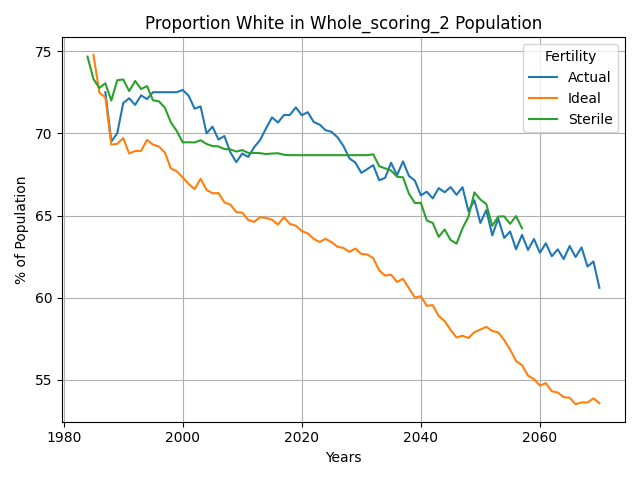 Proportion White in Whole_scoring_2 Population
% of Population
75
70
65
60
55
Fertility
Actual
Ideal
Sterile
1980
2000
2020
2040
2060
Years